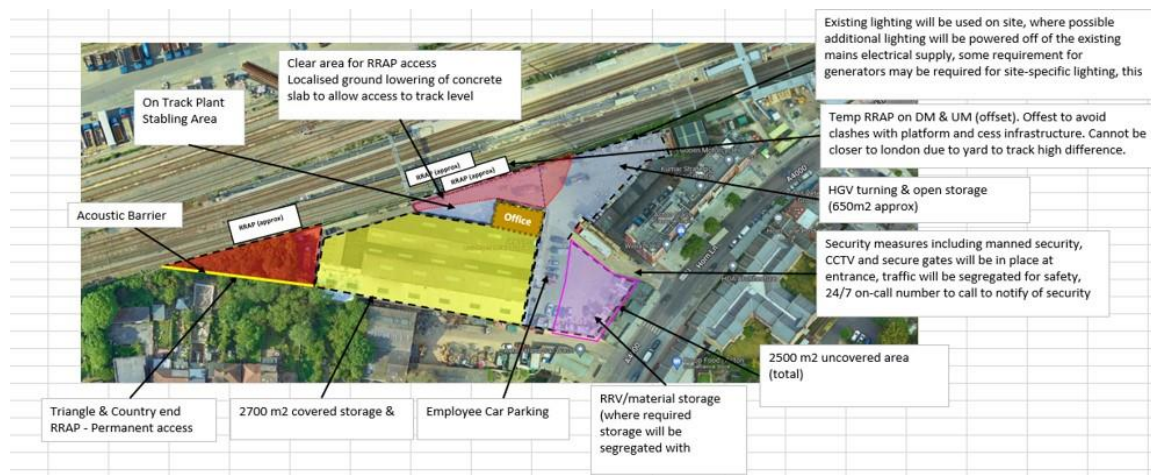 Existing lighting will be used on site, where possible
additional lighting will be powered off of the existing
mains electrical supply, some requirement for
generators may be required for site-specific lighting, this
Clear area for RRAP access
Localised ground lowering of concrete
slab to allow access to track level
On Track Plant
Stabling Area
Temp RRAP on DM & UM (offset). Offest to avoid
clashes with platform and cess infrastructure. Cannot be
closer to london due to yard to track high difference.
RRAP (approx)
RRAP (approx)
HGV turning & open storage
(650m2 approx)
Acoustic Barrier
RRAP (approx)
Office
Security measures including manned security,
CCTV and secure gates will be in place at
entrance, traffic will be segregated for safety,
24/7 on-call number to call to notify of security
A4000
Horn Ln
A4000
2500 m2 uncovered area
(total)
Triangle & Country end
RRAP - Permanent access
2700 m2 covered storage &
Employee Car Parking
RRV/material storage
(where required
storage will be
segregated with